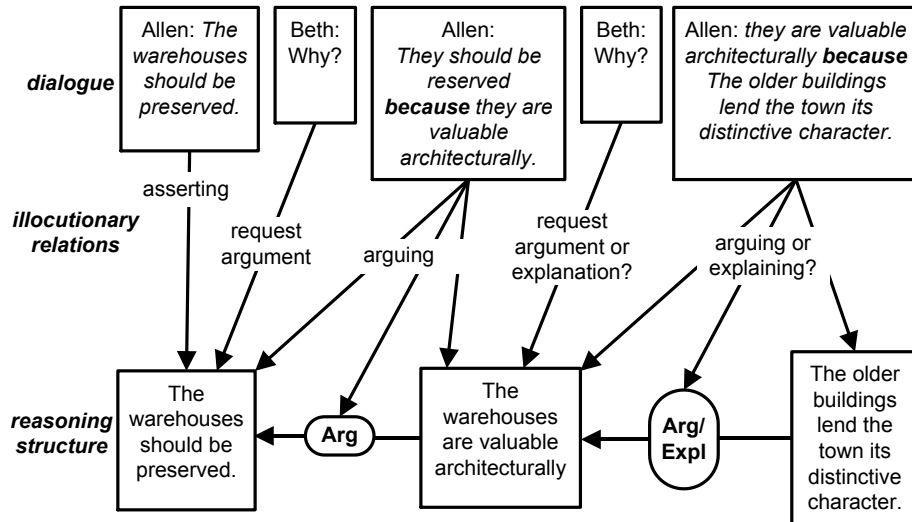 Allen: The
warehouses
should be
preserved.
Beth:
Why?
Allen:
They should be
reserved
because they are
valuable
architecturally.
Beth:
Why?
Allen: they are valuable
architecturally because
The older buildings
lend the town its
distinctive character.
dialogue
asserting
illocutionary
relations
request
argument
arguing
request
argument or
explanation?
arguing or
explaining?
reasoning
structure
The
warehouses
should be
preserved.
Arg
The
warehouses
are valuable
architecturally
Arg/
Expl
The older
buildings
lend the
town its
distinctive
character.